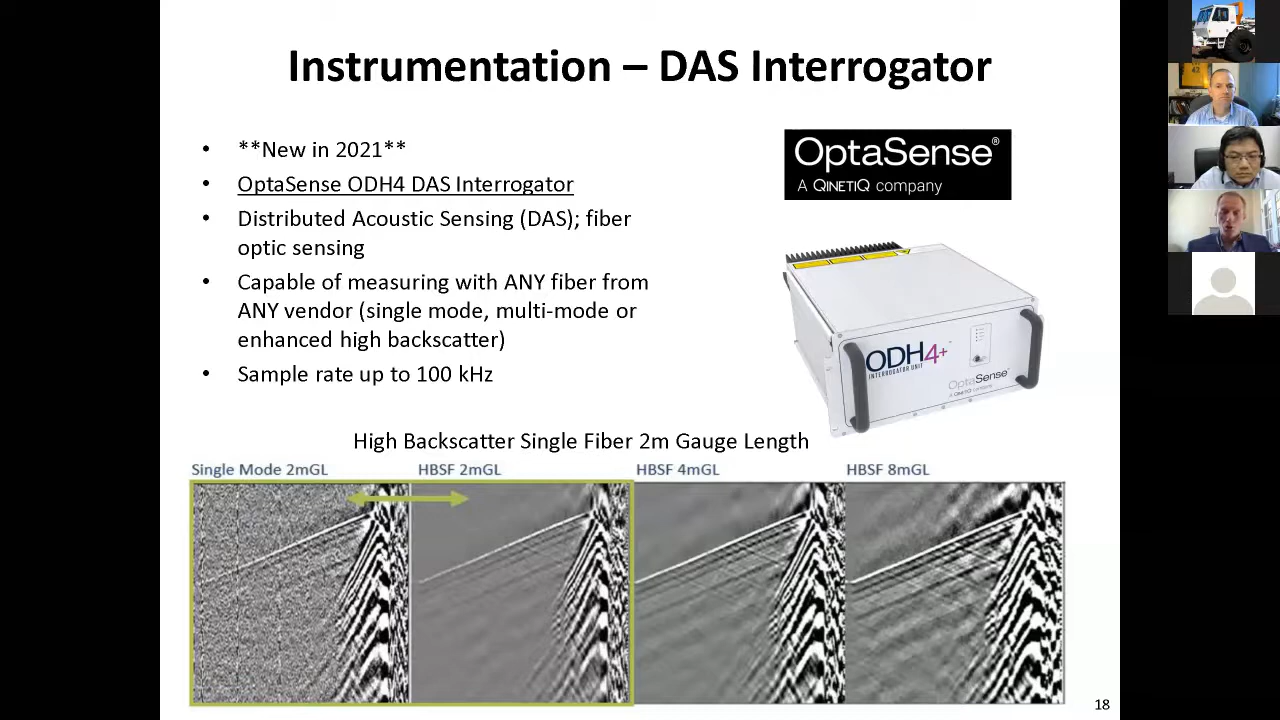 Instrumentation – DAS Interrogator
**New in 2021**
OptaSense ODH4 DAS Interrogator
Distributed Acoustic Sensing (DAS); fiber
optic sensing
Capable of measuring with ANY fiber from
ANY vendor (single mode, multi-mode or
enhanced high backscatter)
Sample rate up to 100 kHz
OptaSense®
A QINETIQ company
ODH4+™
INTERROGATOR UNIT
OptaSense®
A QINETIQ company
High Backscatter Single Fiber 2m Gauge Length
Single Mode 2mGL
HBSF 2mGL
HBSF 4mGL
HBSF 8mGL
18